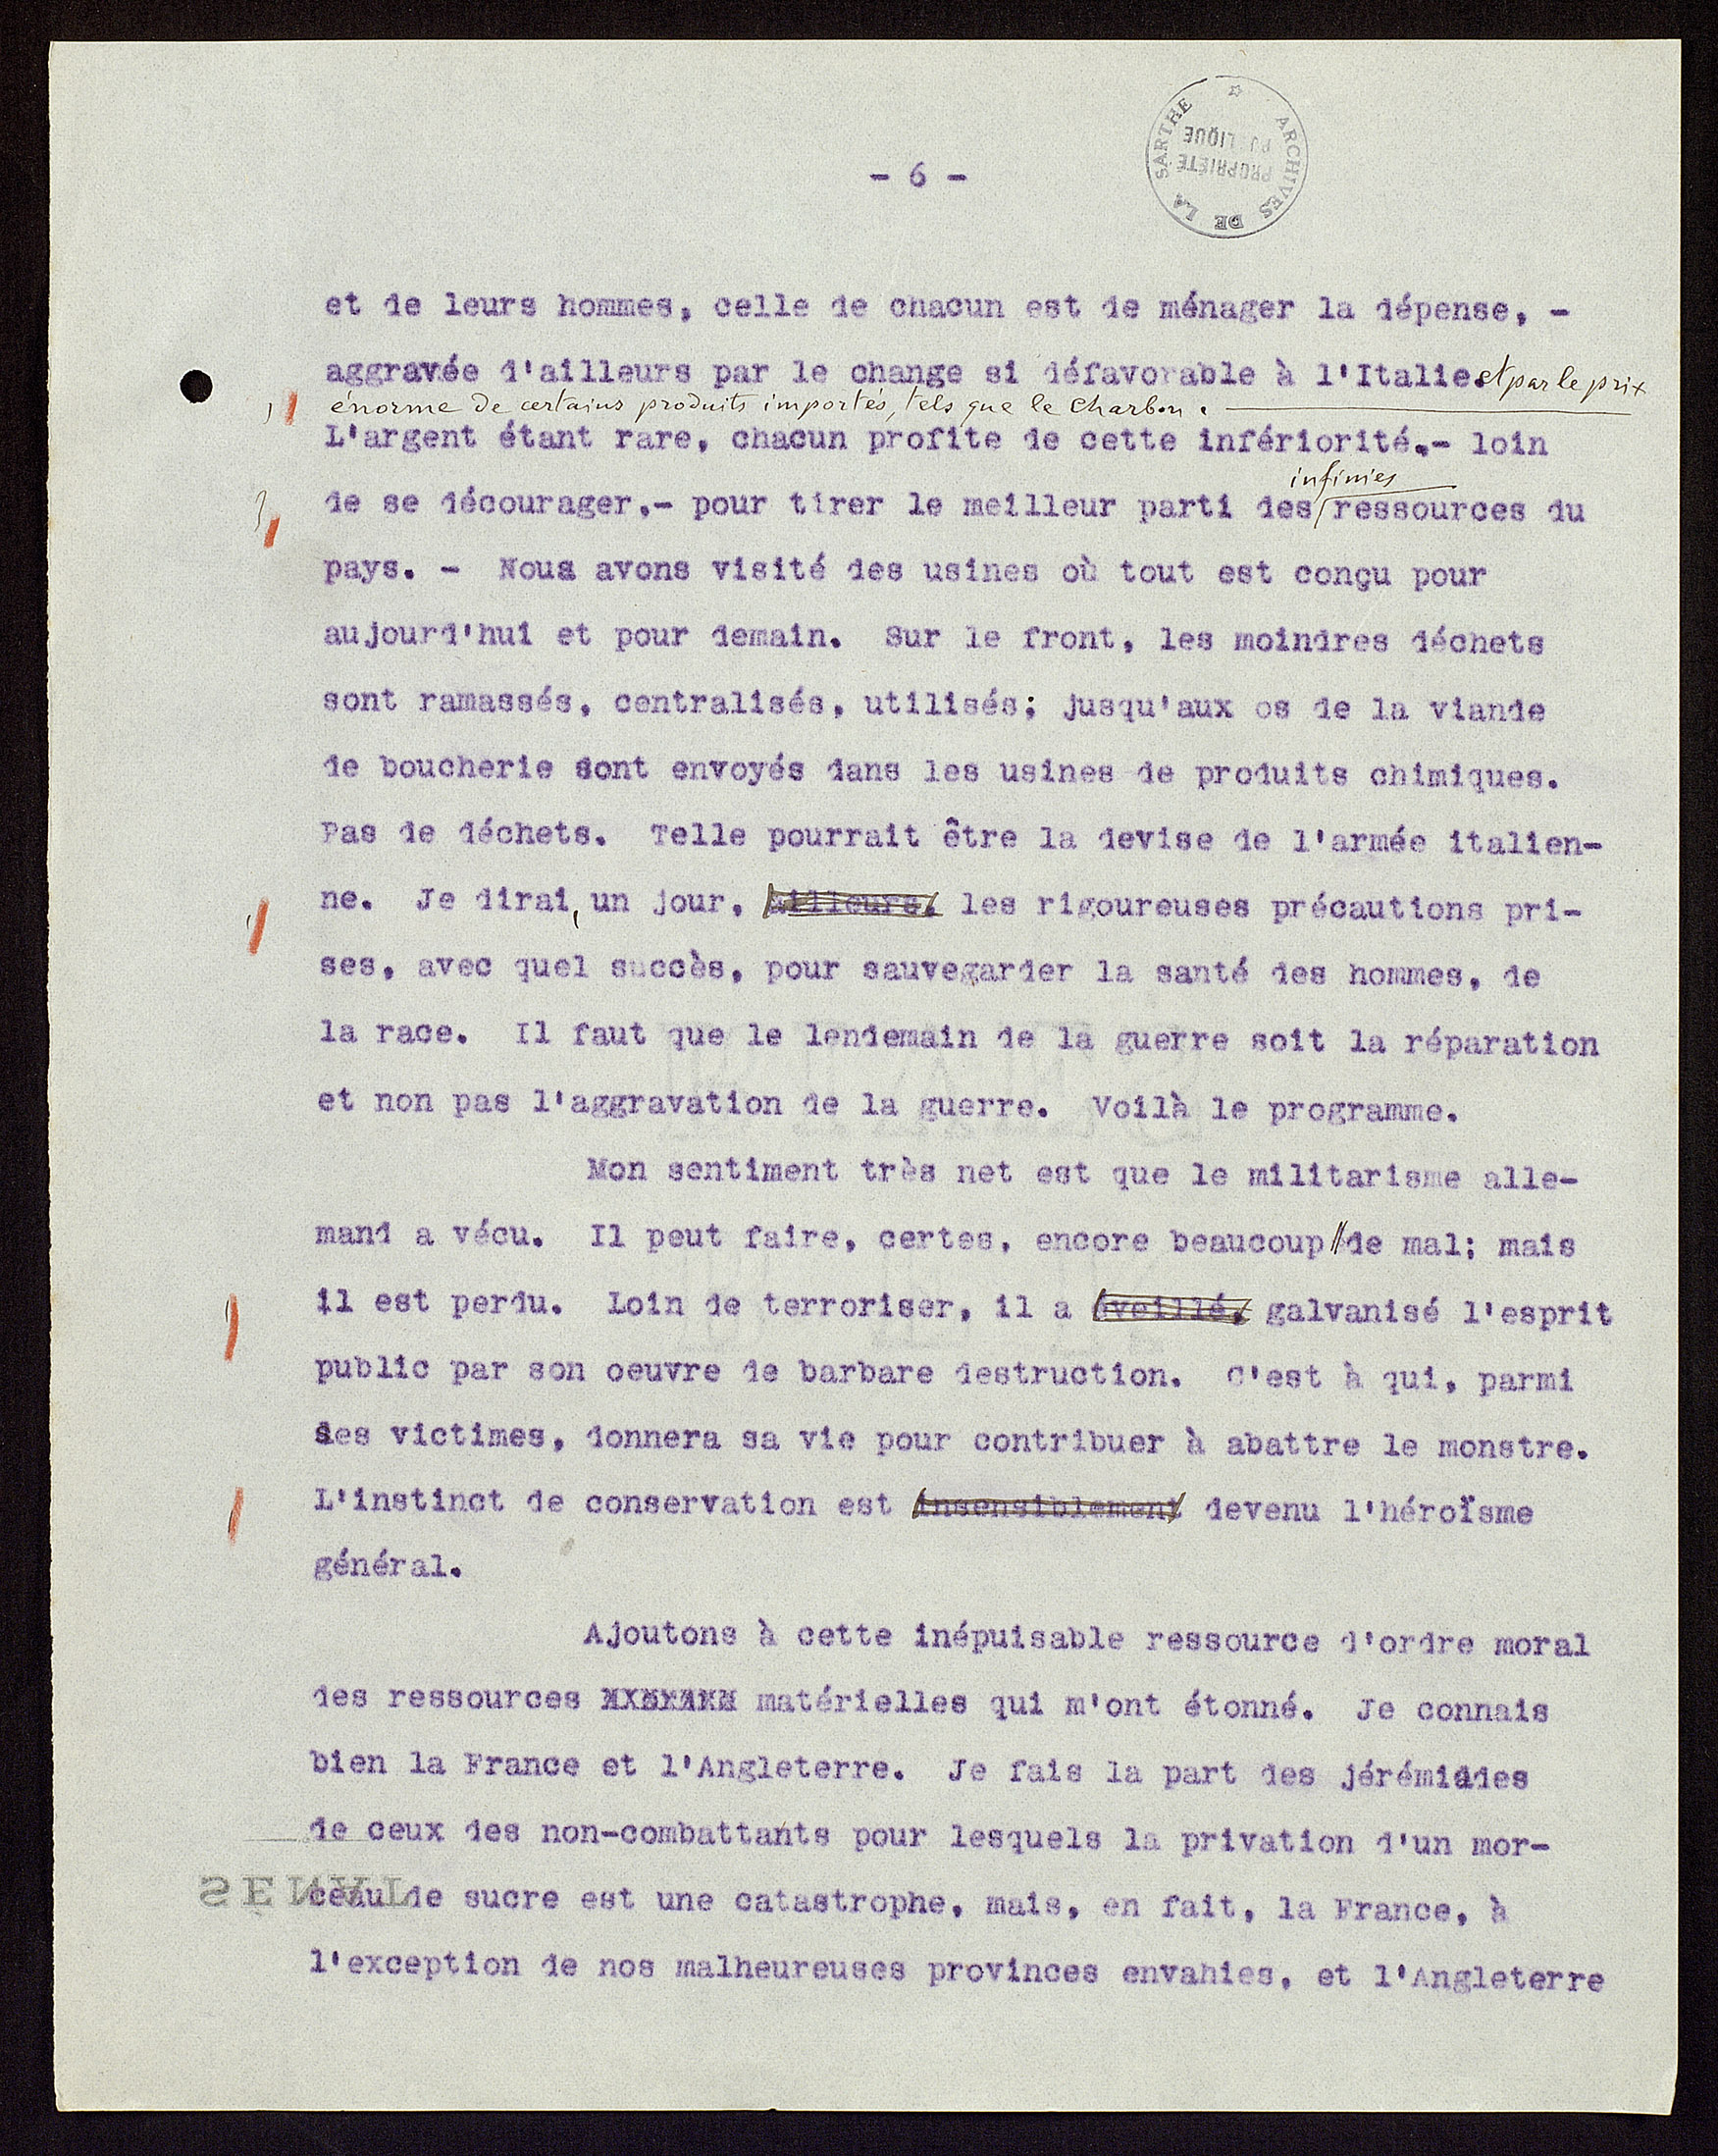 ARCHIVES DE LA SARTHE
PROPRIÉTÉ
PUBLIQUE
- 6 -
et de leurs hommes, celle de chacun est de ménager la dépense, -
aggravée d'ailleurs par le change si défavorable à l'Italie. et par le prix
énorme de certains produits importés, tels que le charbon.
L'argent étant rare, chacun profite de cette infériorité,- loin
infinies
de se décourager,- pour tirer le meilleur parti des ressources du
pays. - Nous avons visité des usines où tout est conçu pour
aujourd'hui et pour demain. Sur le front, les moindres déchets
sont ramassés, centralisés, utilisés; jusqu'aux os de la viande
de boucherie sont envoyés dans les usines de produits chimiques.
Pas de déchets. Telle pourrait être la devise de l'armée italien-
ne. Je dirai, un jour, ailleurs, les rigoureuses précautions pri-
ses, avec quel succès, pour sauvegarder la santé des hommes, de
la race. Il faut que le lendemain de la guerre soit la réparation
et non pas l'aggravation de la guerre. Voilà le programme.
Mon sentiment très net est que le militarisme alle-
mand a vécu. Il peut faire, certes, encore beaucoup de mal; mais
il est perdu. Loin de terroriser, il a éveillé, galvanisé l'esprit
public par son oeuvre de barbare destruction. C'est à qui, parmi
ses victimes, donnera sa vie pour contribuer à abattre le monstre.
L'instinct de conservation est insensiblement devenu l'héroïsme
général.
Ajoutons à cette inépuisable ressource d'ordre moral
des ressources matérielles qui m'ont étonné. Je connais
bien la France et l'Angleterre. Je fais la part des jérémiades
de ceux des non-combattants pour lesquels la privation d'un mor-
ceau de sucre est une catastrophe, mais, en fait, la France, à
SÉNAT
l'exception de nos malheureuses provinces envahies, et l'Angleterre